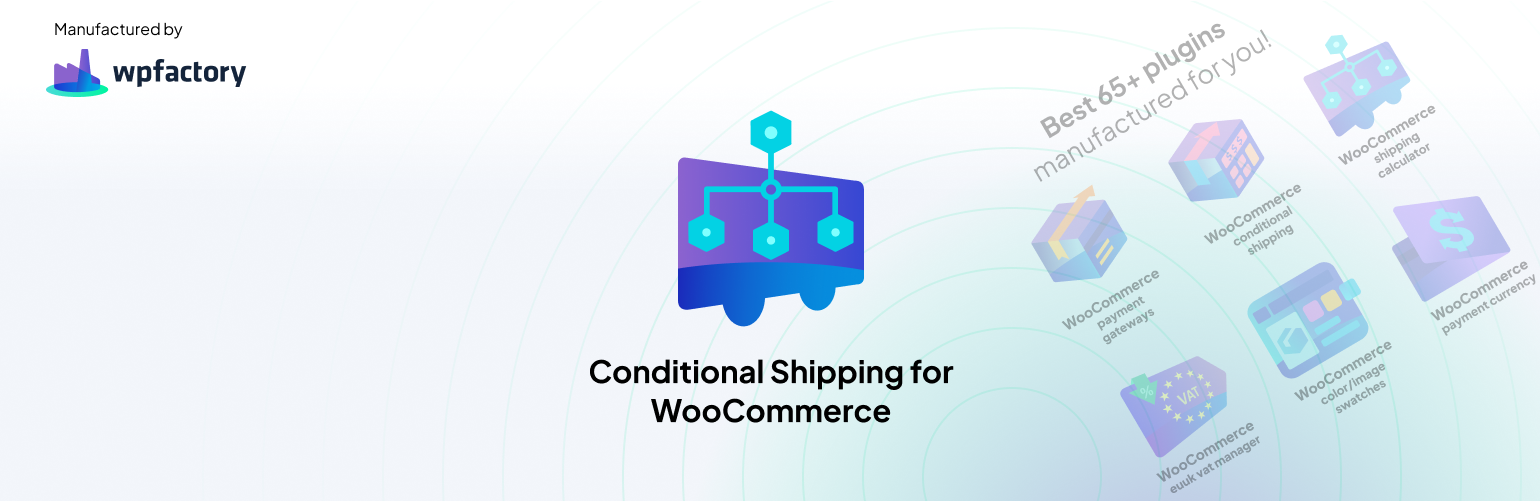 Manufactured by
wpfactory
Conditional Shipping for
WooCommerce
Best 65+ plugins
manufactured for you!
WooCommerce
shipping
calculator
WooCommerce
conditional
shipping
$$$
WooCommerce
payment
gateways
$
WooCommerce
payment currency
WooCommerce
color/image
swatches
%
VAT
WooCommerce
euuk vat manager